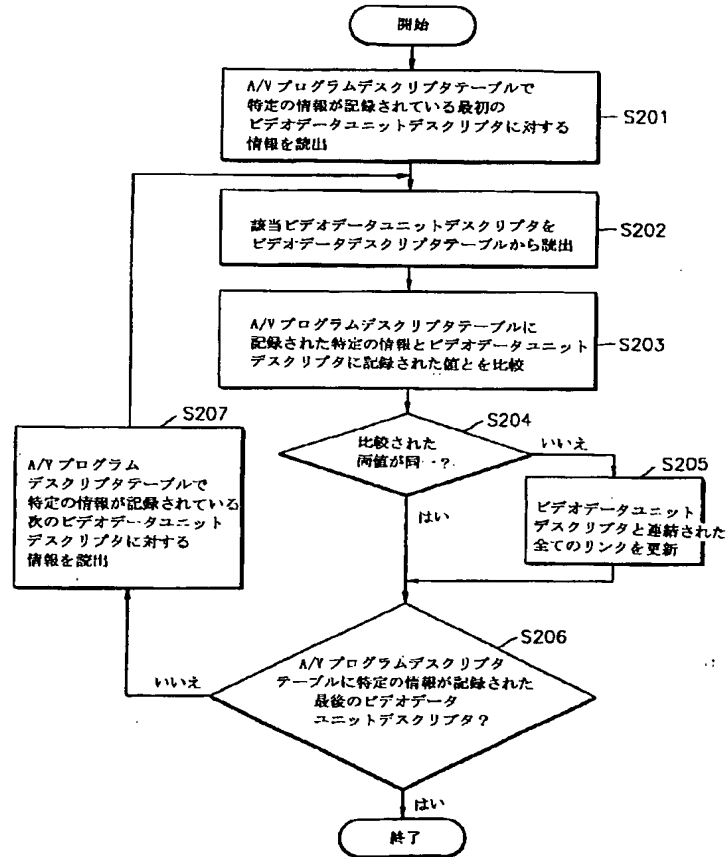 開始
A/Vプログラムデスクリプタテーブルで
特定の情報が記録されている最初の
ビデオデータユニットデスクリプタに対する
情報を読出
S201
該当ビデオデータユニットデスクリプタを
ビデオデータデスクリプタテーブルから読出
S202
A/Vプログラムデスクリプタテーブルに
記録された特定の情報とビデオデータユニット
デスクリプタに記録された値とを比較
S203
S204
比較された
両値が同一?
いいえ
はい
S205
ビデオデータユニット
デスクリプタと連結された
全てのリンクを更新
S207
A/Vプログラム
デスクリプタテーブルで
特定の情報が記録されている
次のビデオデータユニット
デスクリプタに対する
情報を読出
S206
A/Vプログラムデスクリプタ
テーブルに特定の情報が記録された
最後のビデオデータ
ユニットデスクリプタ?
いいえ
はい
終了